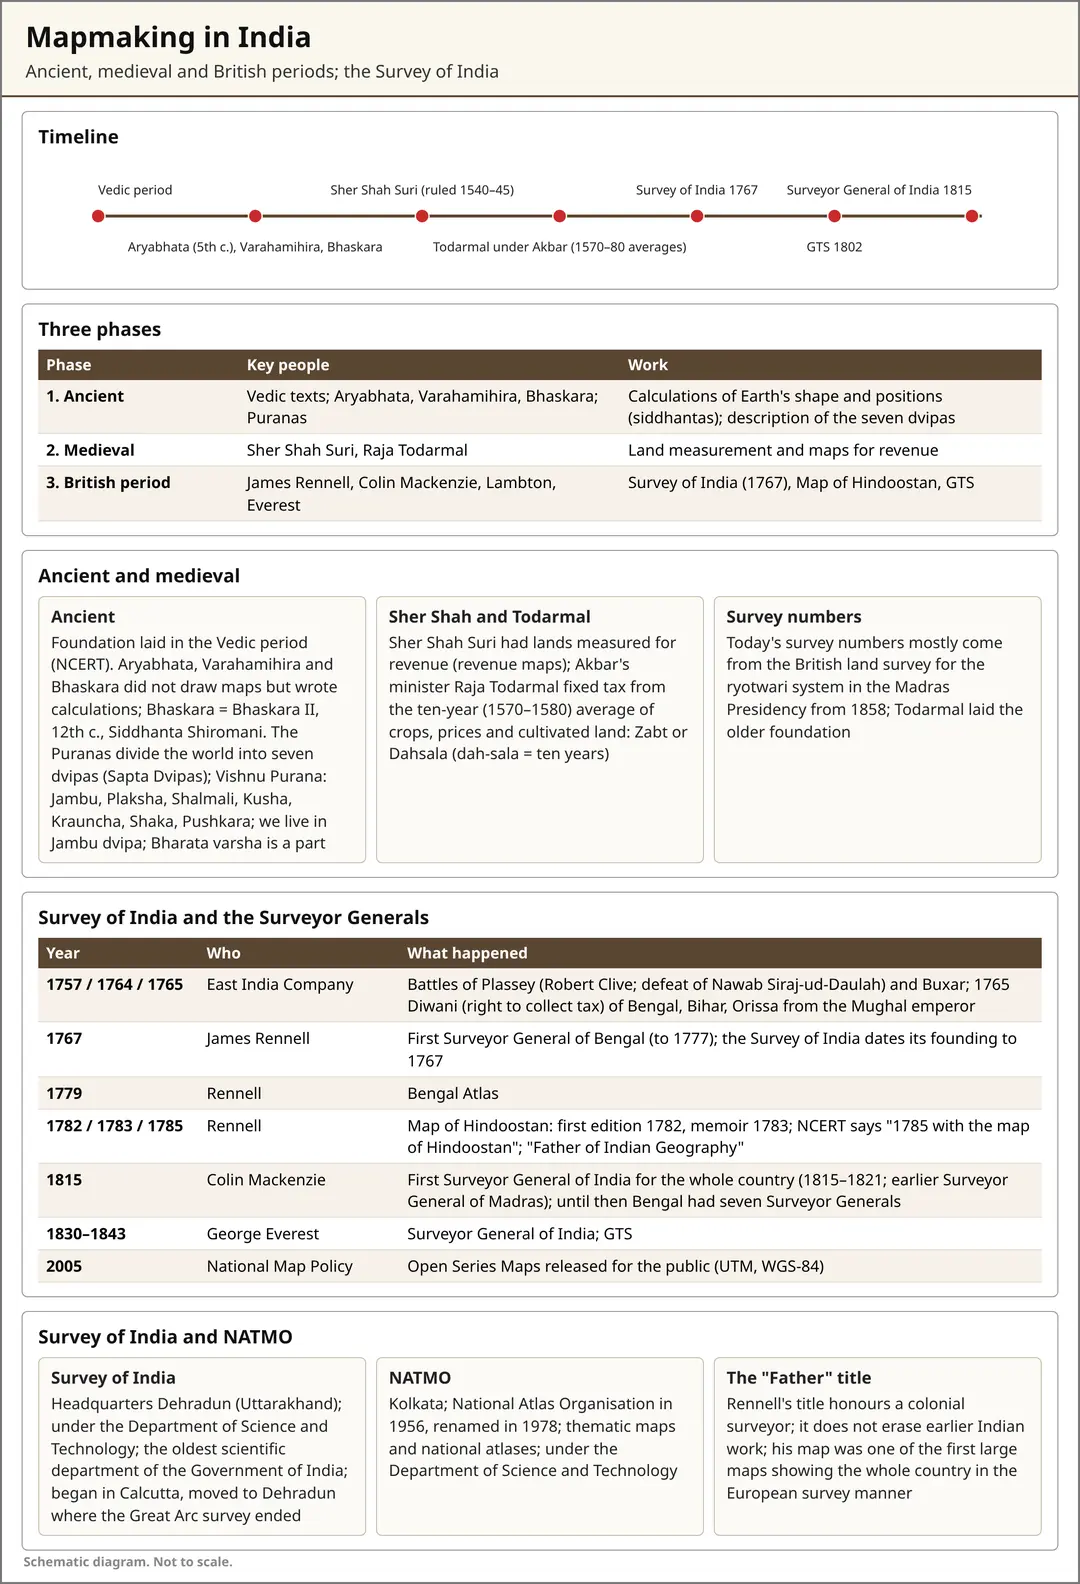 Mapmaking in India
Ancient, medieval and British periods; the Survey of India
Timeline
Vedic period
Sher Shah Suri (ruled 1540–45)
Survey of India 1767
Surveyor General of India 1815
Aryabhata (5th c.), Varahamihira, Bhaskara
Todarmal under Akbar (1570–80 averages)
GTS 1802
Three phases
Phase
Key people
Work
1. Ancient
Vedic texts; Aryabhata, Varahamihira, Bhaskara;
Puranas
Calculations of Earth's shape and positions
(siddhantas); description of the seven dvipas
2. Medieval
Sher Shah Suri, Raja Todarmal
Land measurement and maps for revenue
3. British period
James Rennell, Colin Mackenzie, Lambton,
Everest
Survey of India (1767), Map of Hindoostan, GTS
Ancient and medieval
Ancient
Foundation laid in the Vedic period
(NCERT). Aryabhata, Varahamihira and
Bhaskara did not draw maps but wrote
calculations; Bhaskara = Bhaskara II,
12th c., Siddhanta Shiromani. The
Puranas divide the world into seven
dvipas (Sapta Dvipas); Vishnu Purana:
Jambu, Plaksha, Shalmali, Kusha,
Krauncha, Shaka, Pushkara; we live in
Jambu dvipa; Bharata varsha is a part
Sher Shah and Todarmal
Sher Shah Suri had lands measured for
revenue (revenue maps); Akbar's
minister Raja Todarmal fixed tax from
the ten-year (1570–1580) average of
crops, prices and cultivated land: Zabt or
Dahsala (dah-sala = ten years)
Survey numbers
Today's survey numbers mostly come
from the British land survey for the
ryotwari system in the Madras
Presidency from 1858; Todarmal laid the
older foundation
Survey of India and the Surveyor Generals
Year
Who
What happened
1757 / 1764 / 1765
East India Company
Battles of Plassey (Robert Clive; defeat of Nawab Siraj-ud-Daulah) and Buxar; 1765
Diwani (right to collect tax) of Bengal, Bihar, Orissa from the Mughal emperor
1767
James Rennell
First Surveyor General of Bengal (to 1777); the Survey of India dates its founding to
1767
1779
Rennell
Bengal Atlas
1782 / 1783 / 1785
Rennell
Map of Hindoostan: first edition 1782, memoir 1783; NCERT says "1785 with the map
of Hindoostan"; "Father of Indian Geography"
1815
Colin Mackenzie
First Surveyor General of India for the whole country (1815–1821; earlier Surveyor
General of Madras); until then Bengal had seven Surveyor Generals
1830–1843
George Everest
Surveyor General of India; GTS
2005
National Map Policy
Open Series Maps released for the public (UTM, WGS-84)
Survey of India and NATMO
Survey of India
Headquarters Dehradun (Uttarakhand);
under the Department of Science and
Technology; the oldest scientific
department of the Government of India;
began in Calcutta, moved to Dehradun
where the Great Arc survey ended
NATMO
Kolkata; National Atlas Organisation in
1956, renamed in 1978; thematic maps
and national atlases; under the
Department of Science and Technology
The "Father" title
Rennell's title honours a colonial
surveyor; it does not erase earlier Indian
work; his map was one of the first large
maps showing the whole country in the
European survey manner
Schematic diagram. Not to scale.